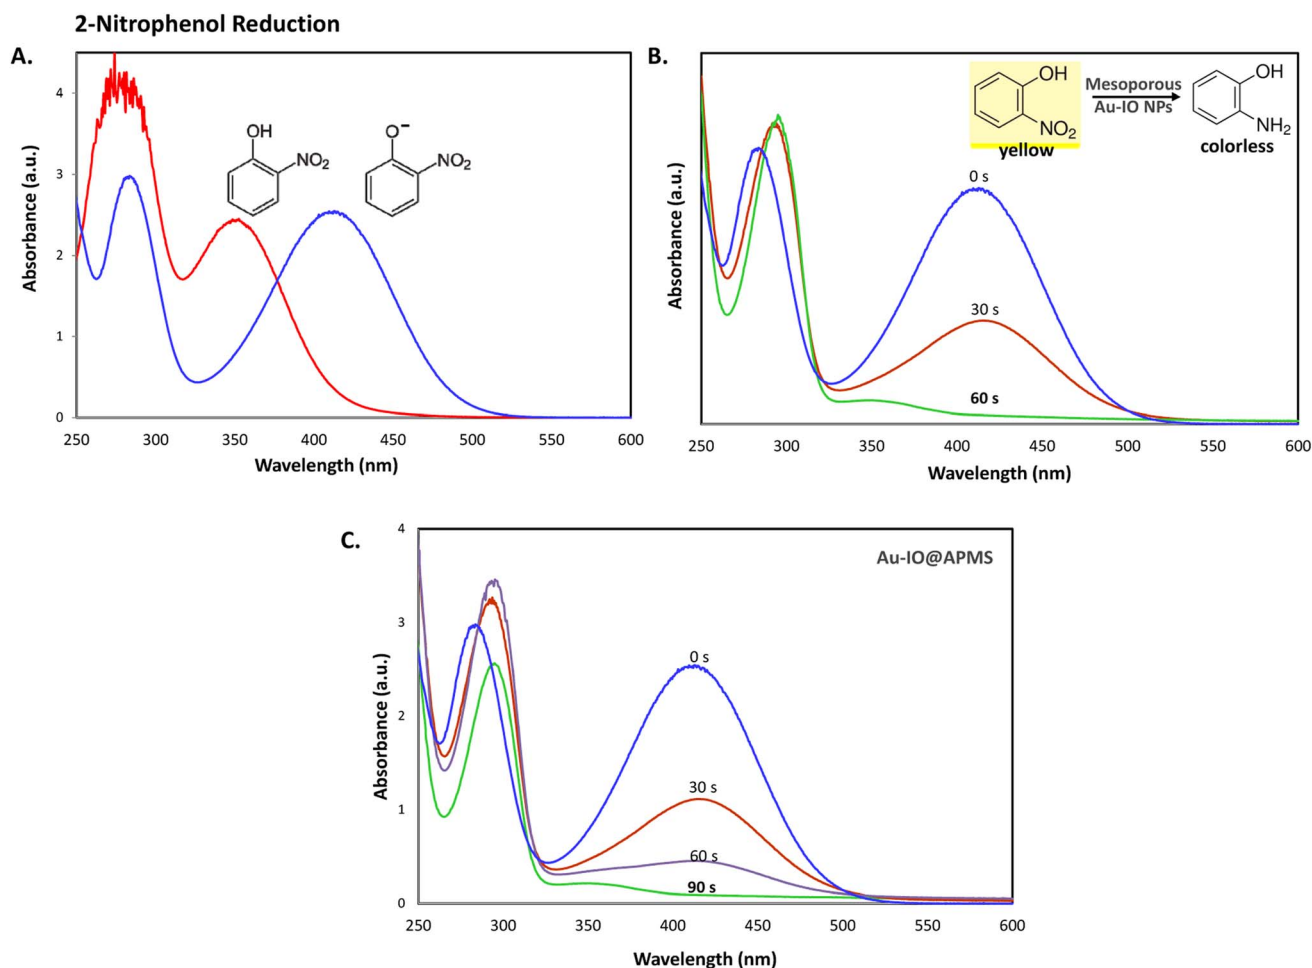 2-Nitrophenol Reduction
A.
Absorbance (a.u.)
4
3
2
1
0
250 300 350 400 450 500 550 600
Wavelength (nm)
OH
NO2
O−
NO2
B.
Absorbance (a.u.)
OH
NO2
yellow
Mesoporous
Au-IO NPs
OH
NH2
colorless
0 s
30 s
60 s
250 300 350 400 450 500 550 600
Wavelength (nm)
C.
Au-IO@APMS
Absorbance (a.u.)
4
3
2
1
0
0 s
30 s
60 s
90 s
250 300 350 400 450 500 550 600
Wavelength (nm)